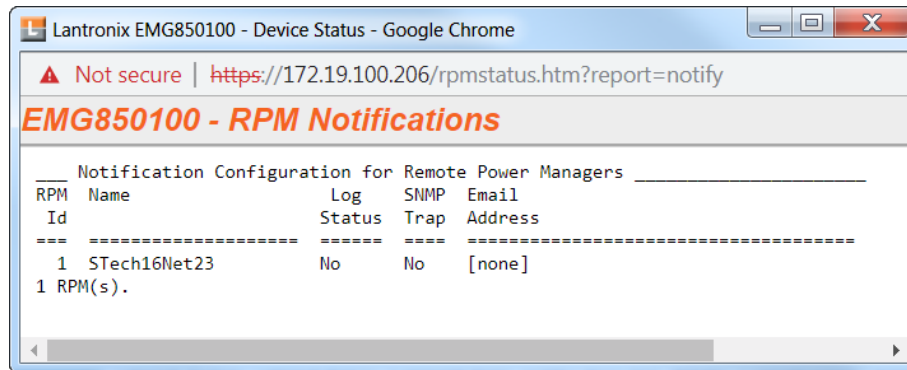 Lantronix EMG850100 - Device Status - Google Chrome
Not secure | https://172.19.100.206/rpmstatus.htm?report=notify
EMG850100 - RPM Notifications
___ Notification Configuration for Remote Power Managers ______________________
RPM  Name                   Log    SNMP  Email
 Id                        Status  Trap  Address
===  ====================  ======  ====  =====================================
  1  STech16Net23          No      No    [none]
1 RPM(s).